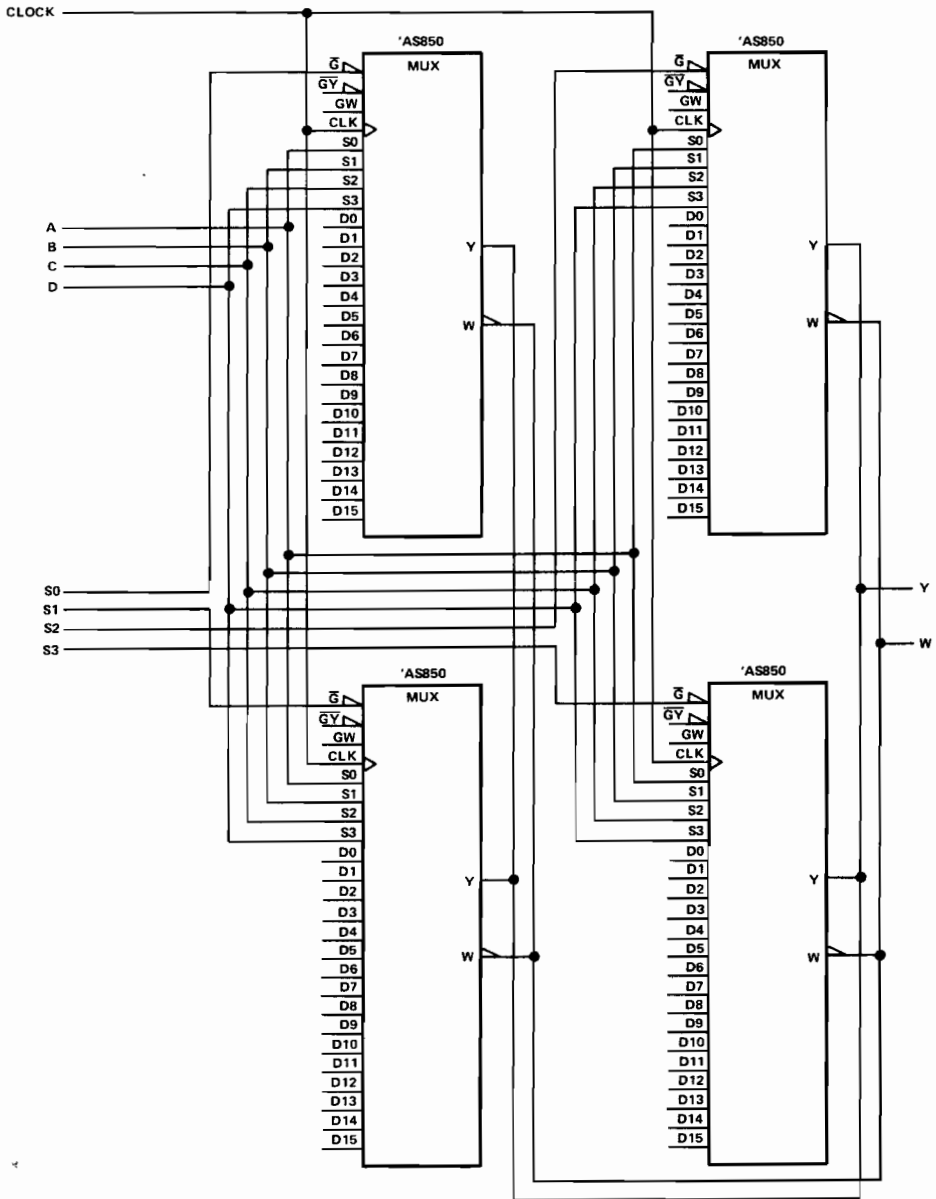 CLOCK
'AS850
MUX
G̅
G̅Y̅
GW
CLK
S0
S1
S2
S3
D0
D1
D2
D3
D4
D5
D6
D7
D8
D9
D10
D11
D12
D13
D14
D15
Y
W
'AS850
MUX
G̅
G̅Y̅
GW
CLK
S0
S1
S2
S3
D0
D1
D2
D3
D4
D5
D6
D7
D8
D9
D10
D11
D12
D13
D14
D15
Y
W
A
B
C
D
S0
S1
S2
S3
Y
W
'AS850
MUX
G̅
G̅Y̅
GW
CLK
S0
S1
S2
S3
D0
D1
D2
D3
D4
D5
D6
D7
D8
D9
D10
D11
D12
D13
D14
D15
Y
W
'AS850
MUX
G̅
G̅Y̅
GW
CLK
S0
S1
S2
S3
D0
D1
D2
D3
D4
D5
D6
D7
D8
D9
D10
D11
D12
D13
D14
D15
Y
W